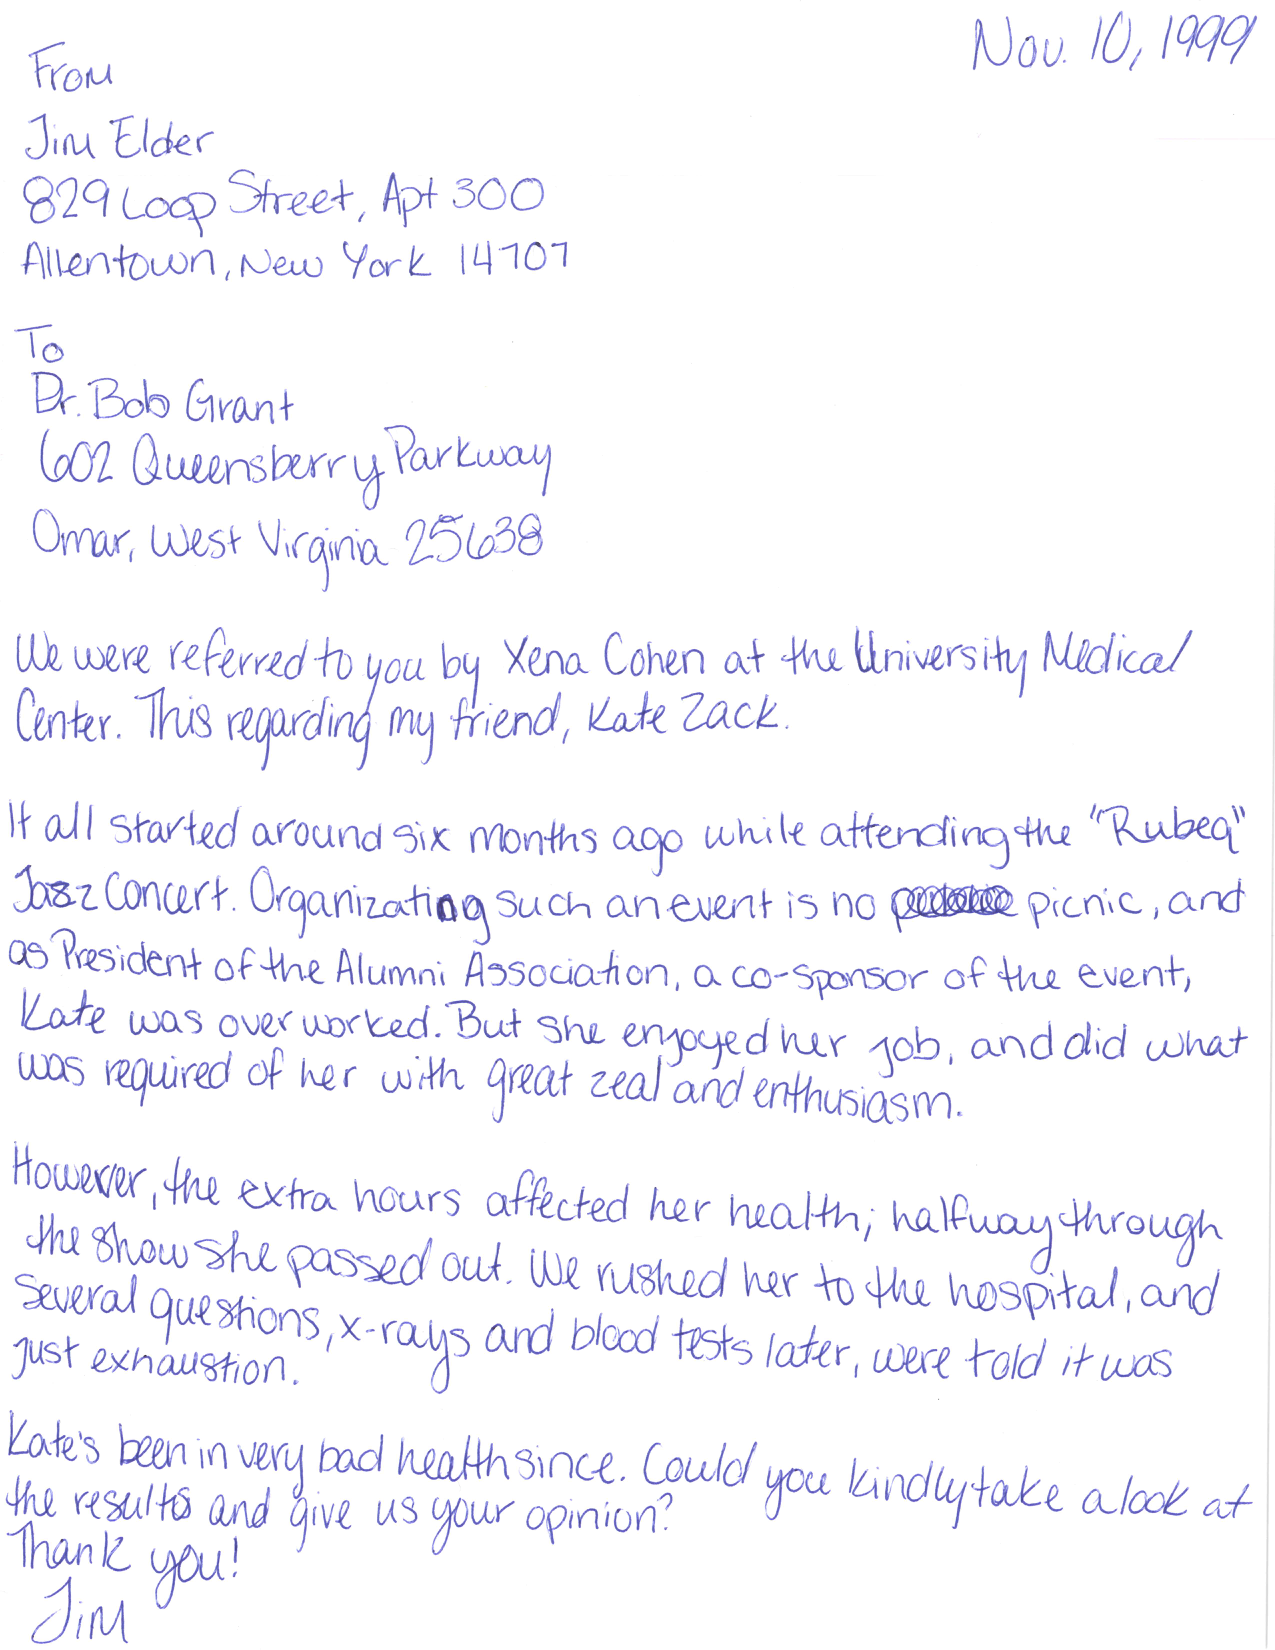 Nov. 10, 1999
From
Jim Elder
829 Loop Street, Apt 300
Allentown, New York 14707
To
Dr. Bob Grant
602 Queensberry Parkway
Omar, West Virginia 25638
We were referred to you by Xena Cohen at the University Medical
Center. This regarding my friend, Kate Zack.
It all started around six months ago while attending the "Rubeq"
Jazz Concert. Organizating such an event is no picnic, and
as President of the Alumni Association, a co-sponsor of the event,
Kate was overworked. But she enjoyed her job, and did what
was required of her with great zeal and enthusiasm.
However, the extra hours affected her health; halfway through
the show she passed out. We rushed her to the hospital, and
several questions, x-rays and blood tests later, were told it was
just exhaustion.
Kate's been in very bad health since. Could you kindly take a look at
the results and give us your opinion?
Thank you!
Jim